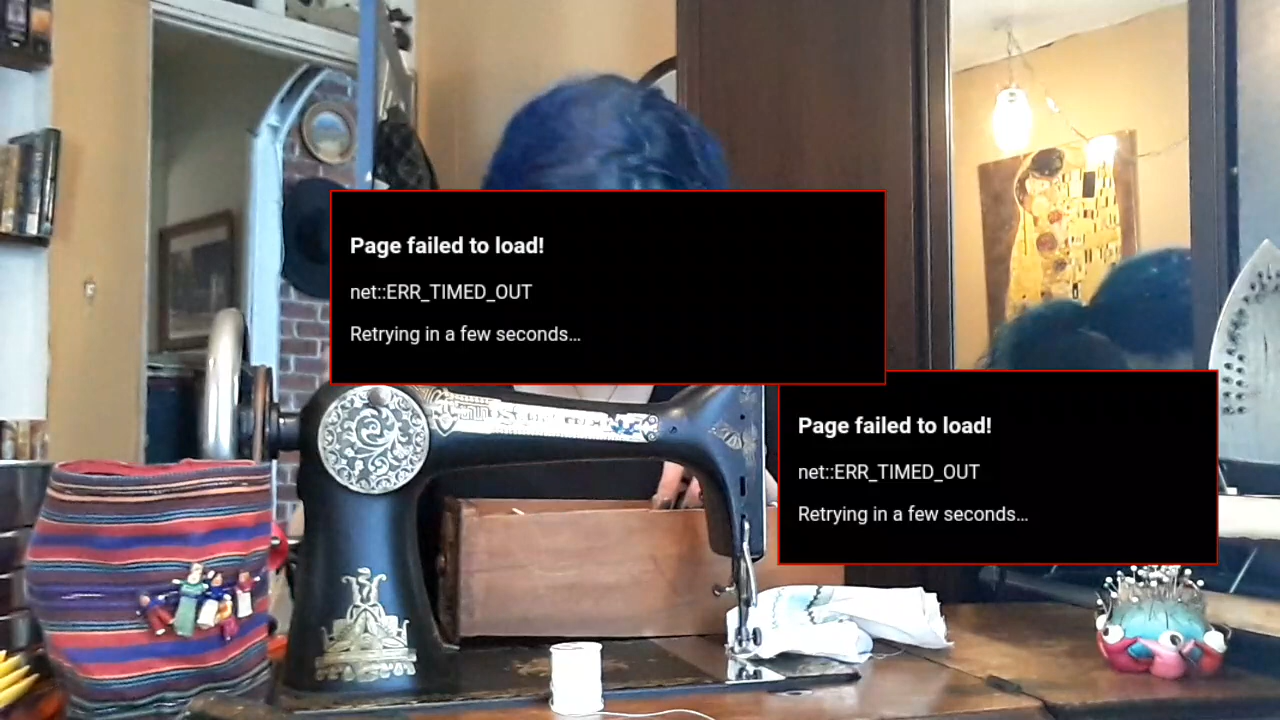 Page failed to load!
net::ERR_TIMED_OUT
Retrying in a few seconds…
Page failed to load!
net::ERR_TIMED_OUT
Retrying in a few seconds…